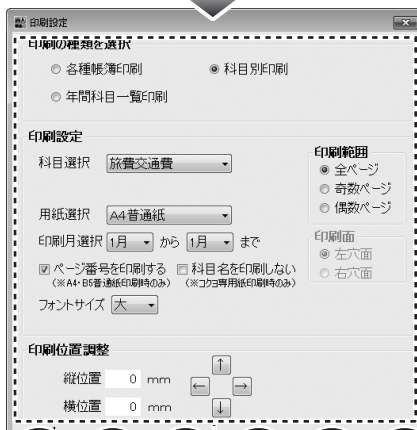 印刷設定
印刷の種類を選択
各種帳簿印刷 科目別印刷
年間科目一覧印刷
印刷設定
科目選択 旅費交通費
用紙選択 A4普通紙
印刷月選択 1月 から 1月 まで
ページ番号を印刷する 科目名を印刷しない
(※A4・B5普通紙印刷時のみ) (※コクヨ専用紙印刷時のみ)
フォントサイズ 大
印刷範囲
全ページ
奇数ページ
偶数ページ
印刷面
左穴面
右穴面
印刷位置調整
縦位置 0 mm
横位置 0 mm
↑
← →
↓